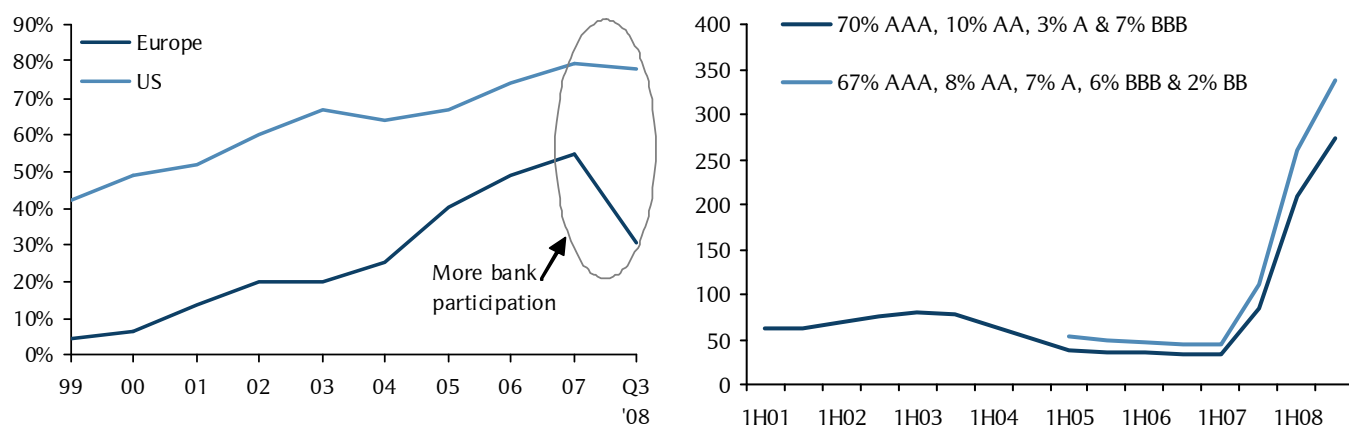 90%
80%
70%
60%
50%
40%
30%
20%
10%
0%
Europe
US
More bank
participation
99 00 01 02 03 04 05 06 07 Q3
'08
400
350
300
250
200
150
100
50
0
70% AAA, 10% AA, 3% A & 7% BBB
67% AAA, 8% AA, 7% A, 6% BBB & 2% BB
1H01 1H02 1H03 1H04 1H05 1H06 1H07 1H08